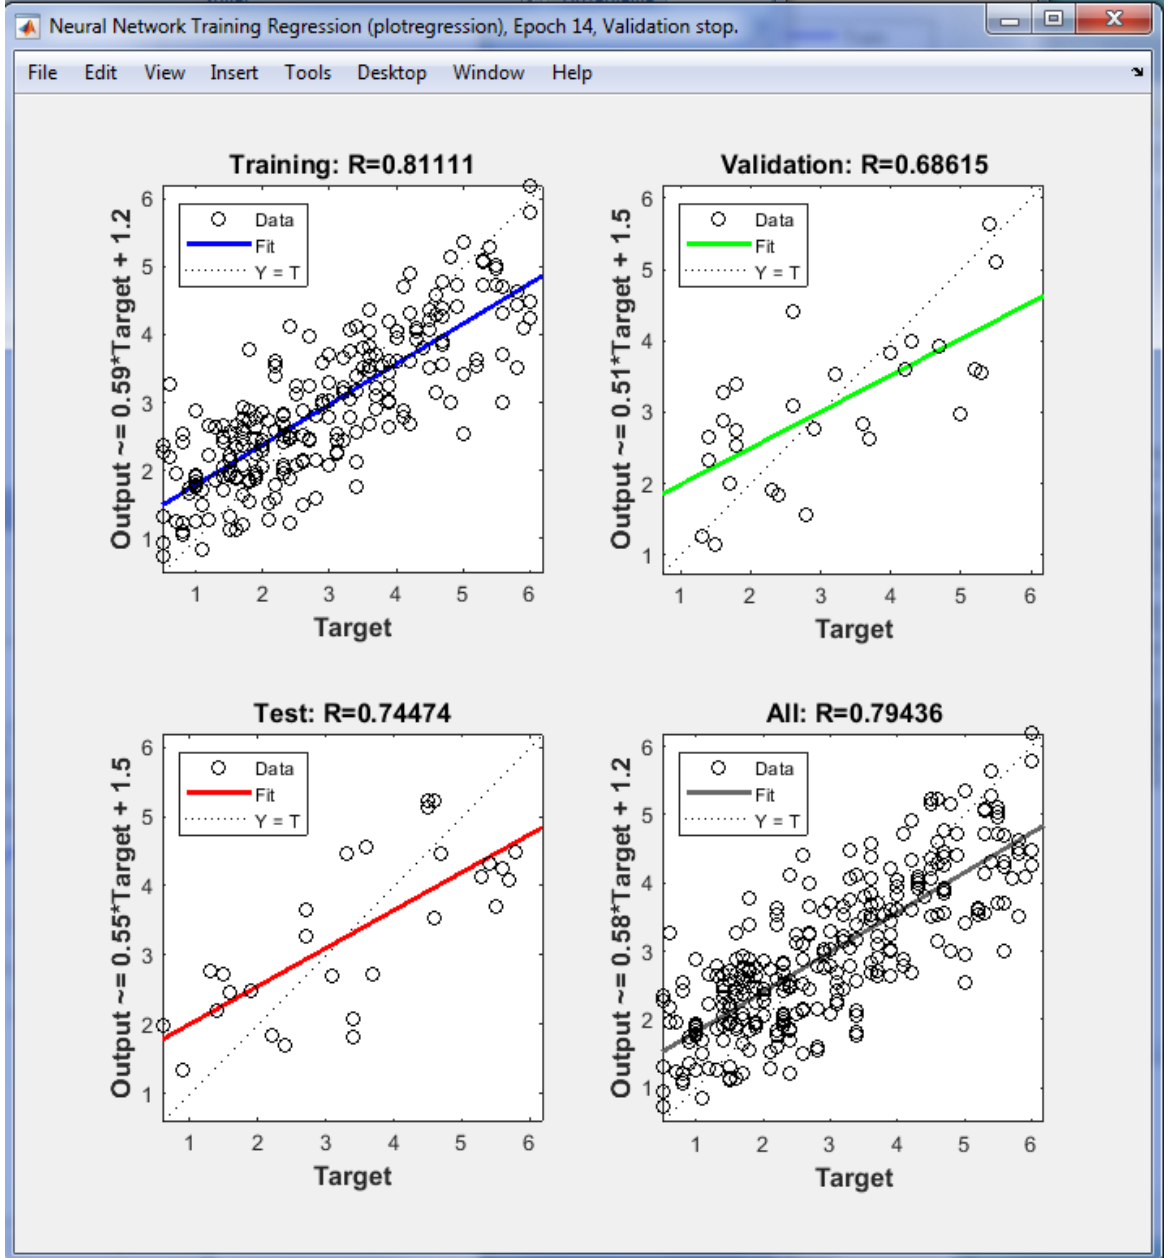 Neural Network Training Regression (plotregression), Epoch 14, Validation stop.
File Edit View Insert Tools Desktop Window Help
Training: R=0.81111
Output ~= 0.59*Target + 1.2
Data
Fit
Y = T
6
5
4
3
2
1
1 2 3 4 5 6
Target
Validation: R=0.68615
Output ~= 0.51*Target + 1.5
Data
Fit
Y = T
6
5
4
3
2
1
1 2 3 4 5 6
Target
Test: R=0.74474
Output ~= 0.55*Target + 1.5
Data
Fit
Y = T
6
5
4
3
2
1
1 2 3 4 5 6
Target
All: R=0.79436
Output ~= 0.58*Target + 1.2
Data
Fit
Y = T
6
5
4
3
2
1
1 2 3 4 5 6
Target